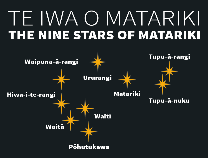 TE IWA O MATARIKI
THE NINE STARS OF MATARIKI
Waipuna-ā-rangi
Tupu-ā-rangi
Ururangi
Hiwa-i-te-rangi
Matariki
Tupu-ā-nuku
Waitī
Waitā
Pōhutukawa